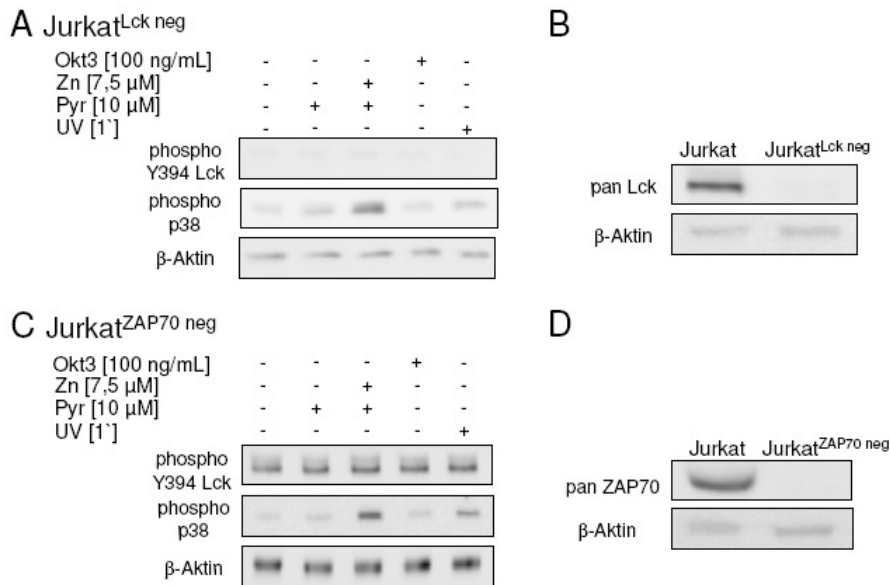 A Jurkat^Lck neg
Okt3 [100 ng/mL] - - - + -
Zn [7,5 µM] - - + - -
Pyr [10 µM] - + + - -
UV [1`] - - - - +
phospho
Y394 Lck
phospho
p38
β-Aktin
B
Jurkat Jurkat^Lck neg
pan Lck
β-Aktin
C Jurkat^ZAP70 neg
Okt3 [100 ng/mL] - - - + -
Zn [7,5 µM] - - + - -
Pyr [10 µM] - + + - -
UV [1`] - - - - +
phospho
Y394 Lck
phospho
p38
β-Aktin
D
Jurkat Jurkat^ZAP70 neg
pan ZAP70
β-Aktin